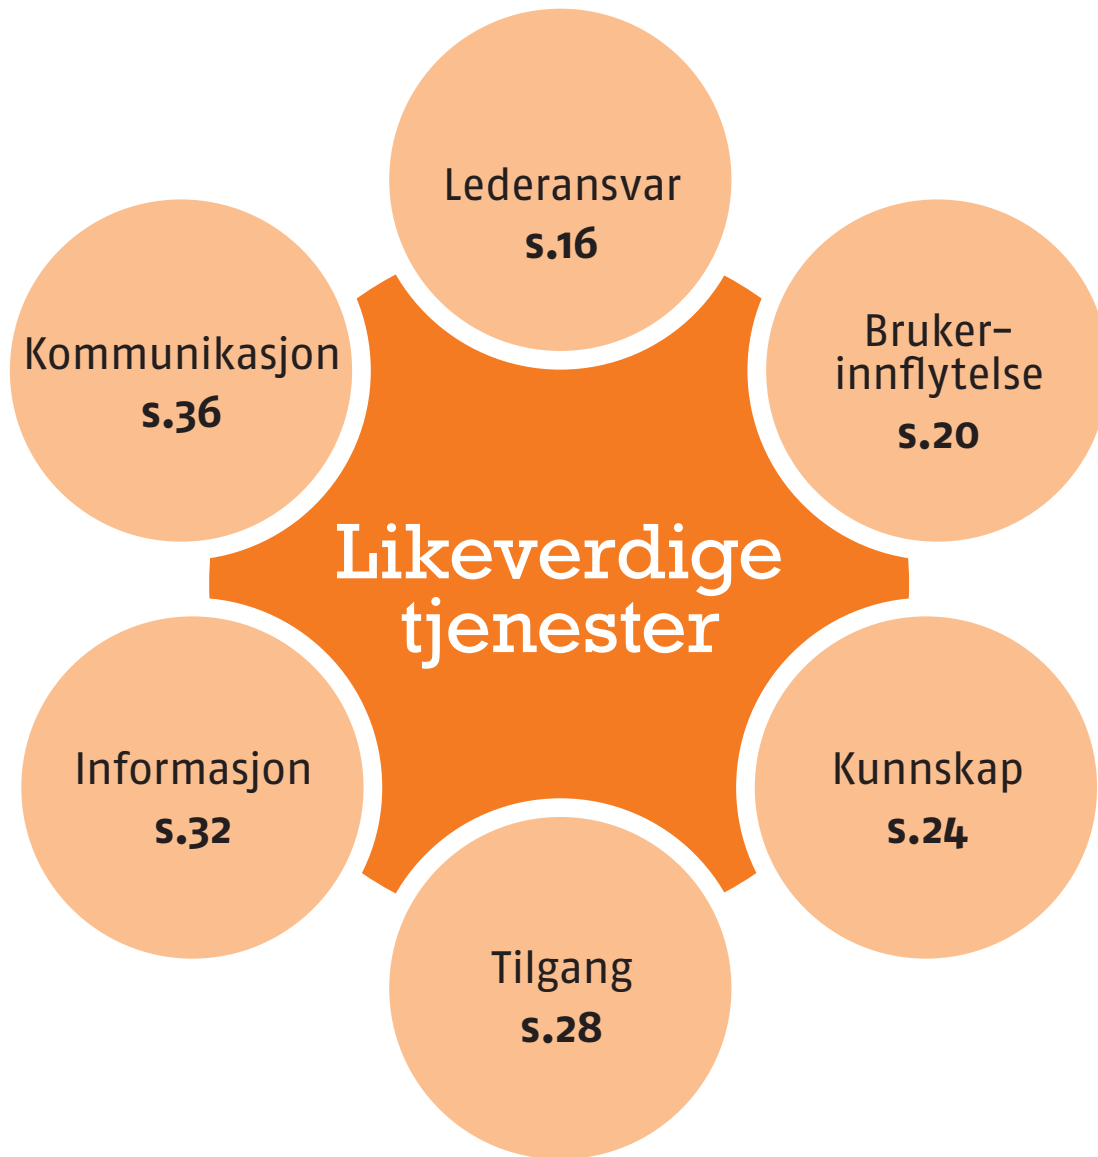 Lederansvar
s.16
Bruker-
innflytelse
s.20
Kommunikasjon
s.36
Likeverdige
tjenester
Informasjon
s.32
Kunnskap
s.24
Tilgang
s.28